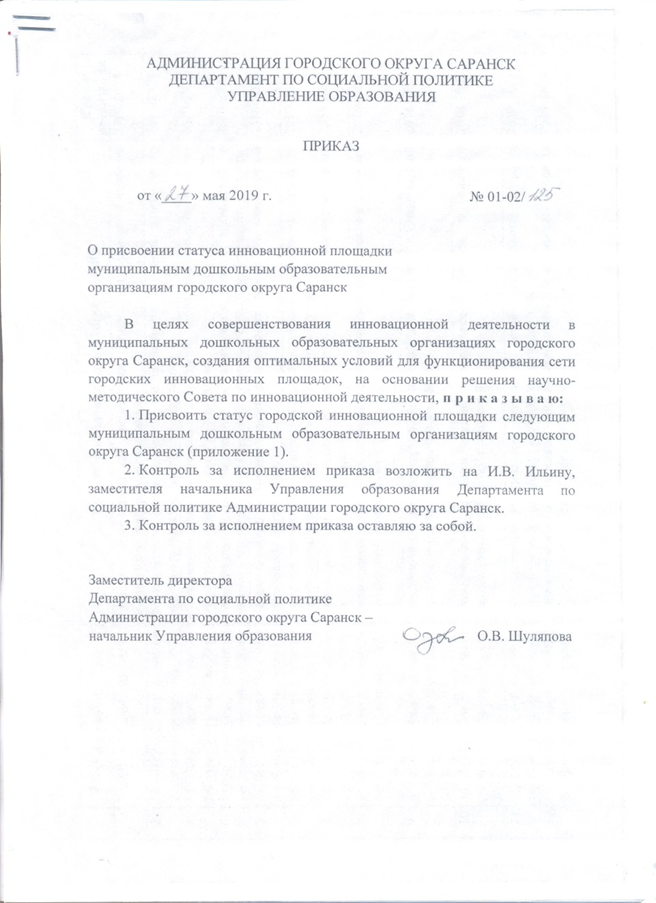 АДМИНИСТРАЦИЯ ГОРОДСКОГО ОКРУГА САРАНСК
ДЕПАРТАМЕНТ ПО СОЦИАЛЬНОЙ ПОЛИТИКЕ
УПРАВЛЕНИЕ ОБРАЗОВАНИЯ
ПРИКАЗ
от «27» мая 2019 г. № 01-02/125
О присвоении статуса инновационной площадки
муниципальным дошкольным образовательным
организациям городского округа Саранск
В целях совершенствования инновационной деятельности в
муниципальных дошкольных образовательных организациях городского
округа Саранск, создания оптимальных условий для функционирования сети
городских инновационных площадок, на основании решения научно-
методического Совета по инновационной деятельности, п р и к а з ы в а ю:
1. Присвоить статус городской инновационной площадки следующим
муниципальным дошкольным образовательным организациям городского
округа Саранск (приложение 1).
2. Контроль за исполнением приказа возложить на И.В. Ильину,
заместителя начальника Управления образования Департамента по
социальной политике Администрации городского округа Саранск.
3. Контроль за исполнением приказа оставляю за собой.
Заместитель директора
Департамента по социальной политике
Администрации городского округа Саранск –
начальник Управления образования О.В. Шуляпова